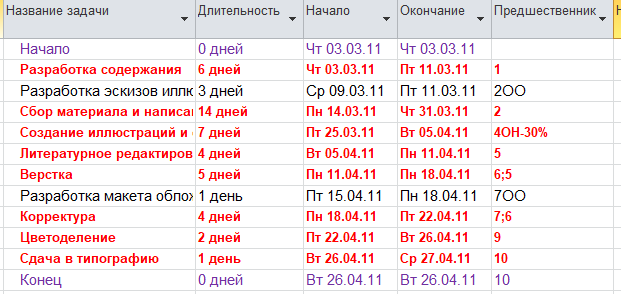 Название задачи Длительность Начало Окончание Предшественник
Начало 0 дней Чт 03.03.11 Чт 03.03.11
Разработка содержания 6 дней Чт 03.03.11 Пт 11.03.11 1
Разработка эскизов иллю 3 дней Ср 09.03.11 Пт 11.03.11 2ОО
Сбор материала и написан 14 дней Пн 14.03.11 Чт 31.03.11 2
Создание иллюстраций и 7 дней Пт 25.03.11 Вт 05.04.11 4ОН-30%
Литературное редактиров 4 дней Вт 05.04.11 Пн 11.04.11 5
Верстка 5 дней Пн 11.04.11 Пн 18.04.11 6;5
Разработка макета облож 1 день Пт 15.04.11 Пн 18.04.11 7ОО
Корректура 4 дней Пн 18.04.11 Пт 22.04.11 7;6
Цветоделение 2 дней Пт 22.04.11 Вт 26.04.11 9
Сдача в типографию 1 день Вт 26.04.11 Ср 27.04.11 10
Конец 0 дней Вт 26.04.11 Вт 26.04.11 10